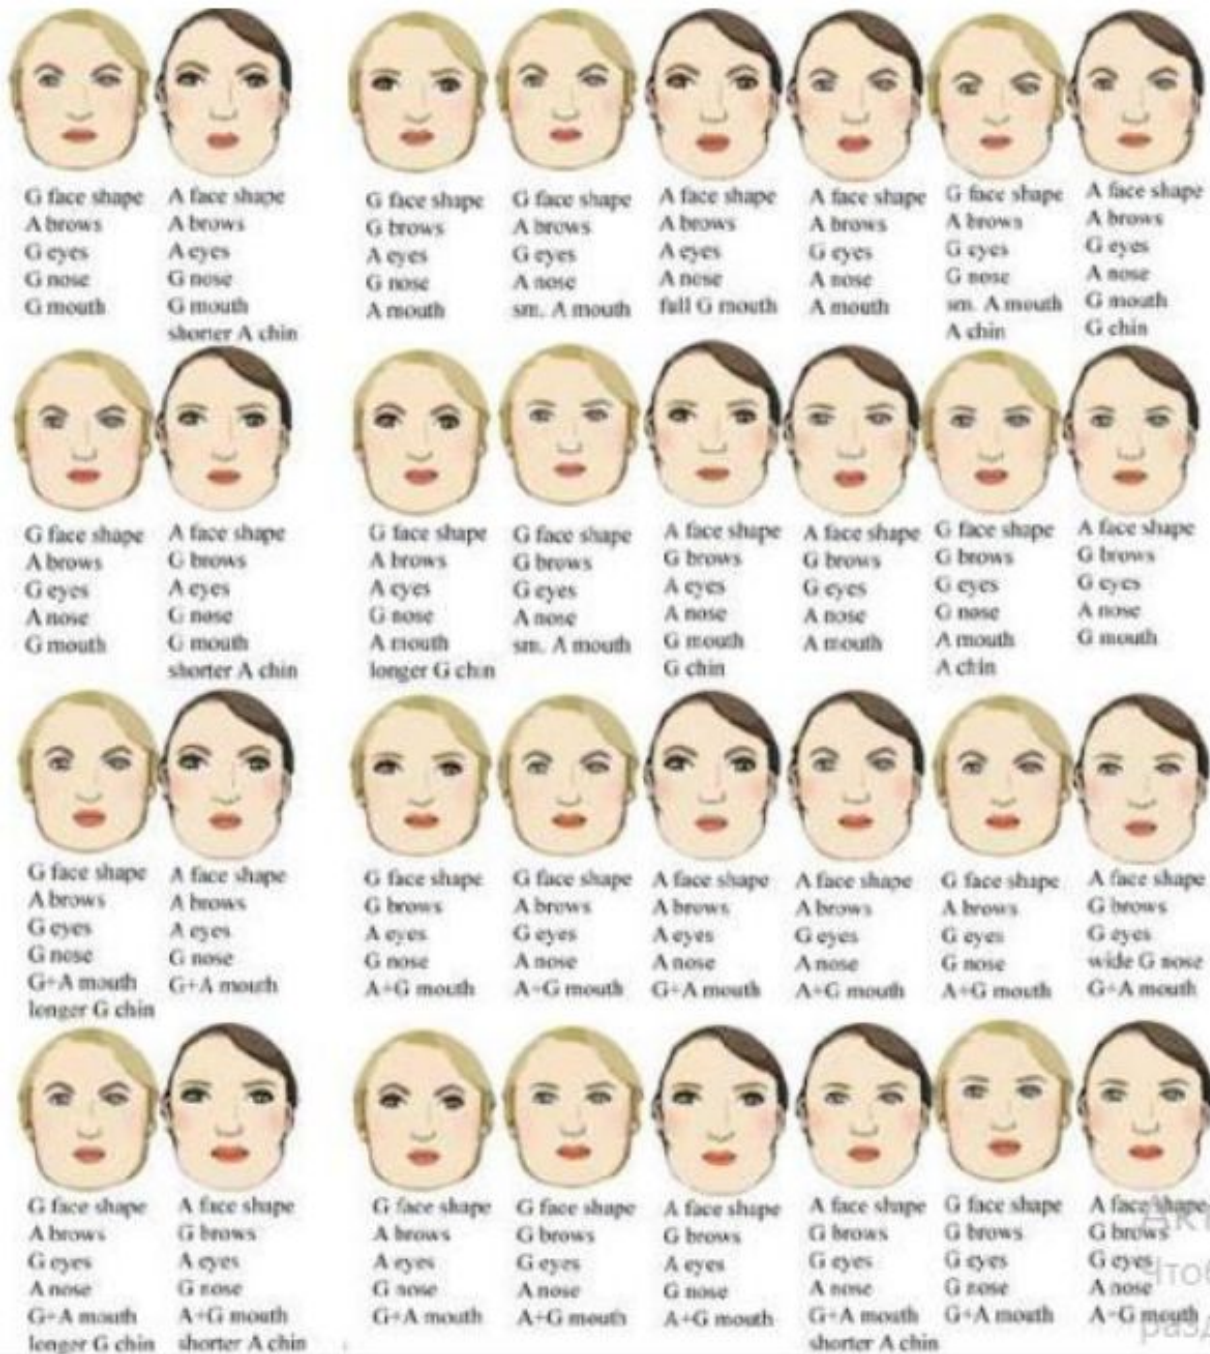 G face shape
A brows
G eyes
G nose
G mouth
A face shape
A brows
A eyes
G nose
G mouth
shorter A chin
G face shape
G brows
A eyes
G nose
A mouth
G face shape
A brows
G eyes
A nose
sm. A mouth
A face shape
A brows
A eyes
A nose
full G mouth
A face shape
A brows
G eyes
A nose
A mouth
G face shape
A brows
G eyes
G nose
sm. A mouth
A chin
A face shape
A brows
G eyes
A nose
G mouth
G chin
G face shape
A brows
G eyes
A nose
G mouth
A face shape
G brows
A eyes
G nose
G mouth
shorter A chin
G face shape
A brows
A eyes
G nose
A mouth
longer G chin
G face shape
G brows
G eyes
A nose
sm. A mouth
A face shape
G brows
A eyes
A nose
G mouth
G chin
A face shape
G brows
G eyes
A nose
A mouth
G face shape
G brows
G eyes
G nose
A mouth
A chin
A face shape
G brows
G eyes
A nose
G mouth
G face shape
A brows
G eyes
G nose
G+A mouth
longer G chin
A face shape
A brows
A eyes
G nose
G+A mouth
G face shape
G brows
A eyes
G nose
A+G mouth
G face shape
A brows
G eyes
A nose
A+G mouth
A face shape
A brows
A eyes
A nose
G+A mouth
A face shape
A brows
G eyes
A nose
A+G mouth
G face shape
A brows
G eyes
G nose
A+G mouth
A face shape
G brows
G eyes
wide G nose
G+A mouth
G face shape
A brows
G eyes
A nose
G+A mouth
longer G chin
A face shape
G brows
A eyes
G nose
A+G mouth
shorter A chin
G face shape
A brows
A eyes
G nose
G+A mouth
G face shape
G brows
G eyes
A nose
A+G mouth
A face shape
G brows
A eyes
G nose
A+G mouth
A face shape
G brows
G eyes
A nose
G+A mouth
shorter A chin
G face shape
G brows
G eyes
G nose
G+A mouth
A face shape
G brows
G eyes
A nose
A+G mouth